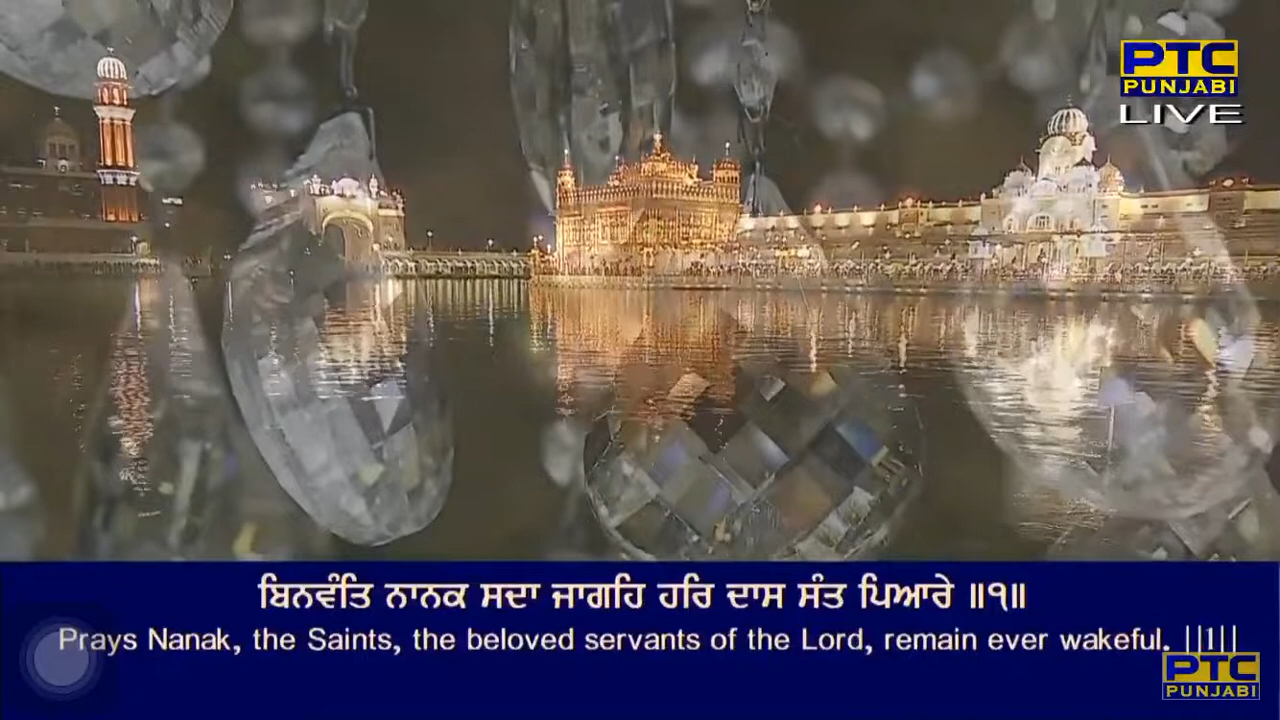 PTC
PUNJABI
LIVE
ਬਿਨਵੰਤਿ ਨਾਨਕ ਸਦਾ ਜਾਗਹਿ ਹਰਿ ਦਾਸ ਸੰਤ ਪਿਆਰੇ ॥੧॥
Prays Nanak, the Saints, the beloved servants of the Lord, remain ever wakeful. ||1||
PTC
PUNJABI